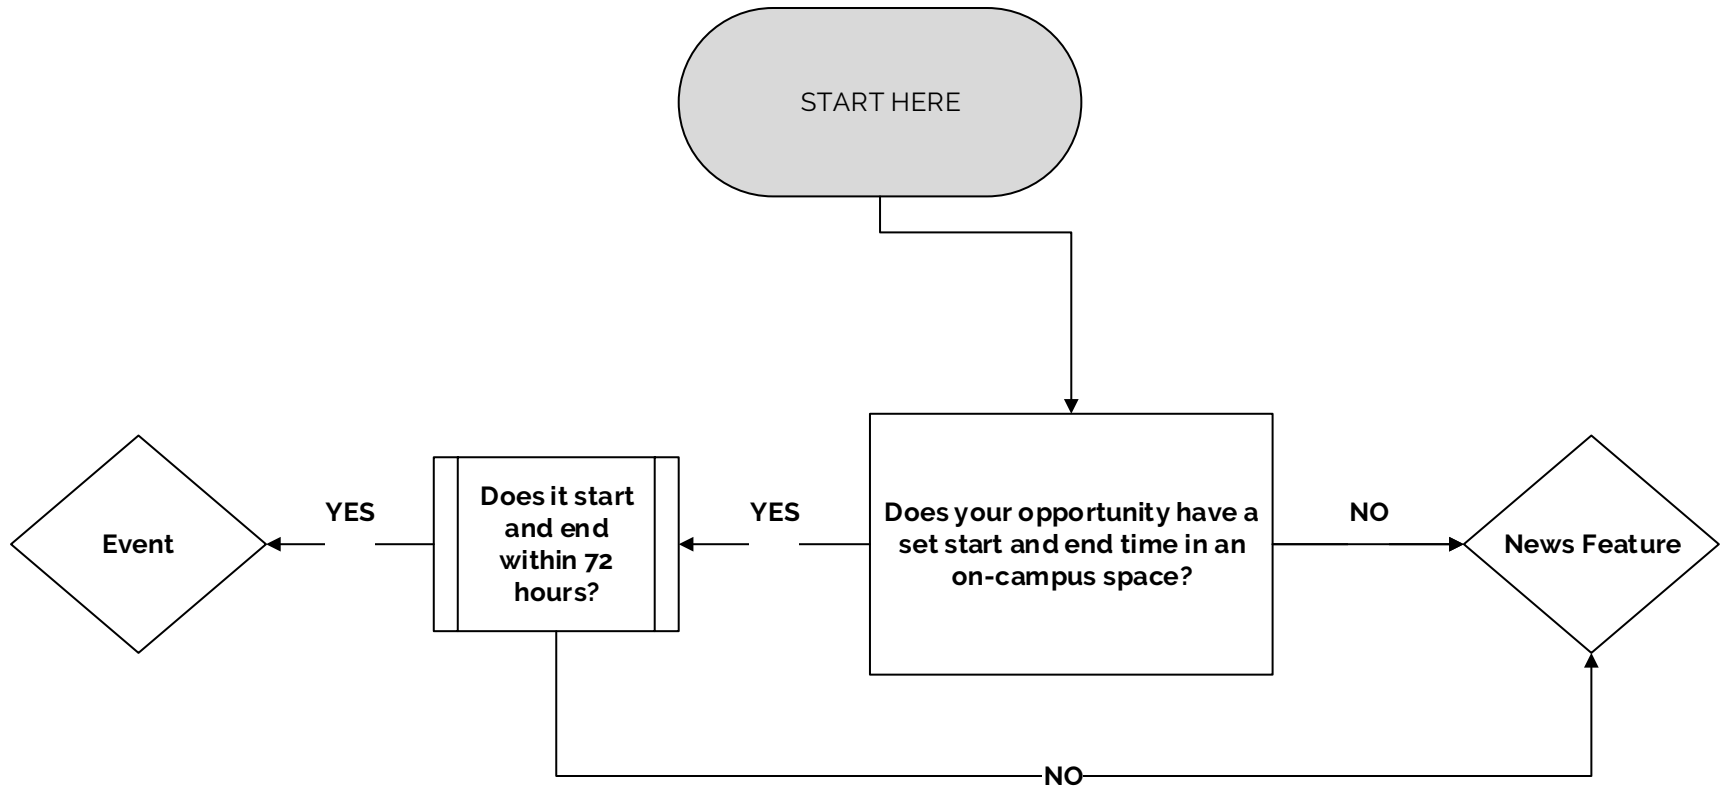 START HERE
Event
YES
Does it start
and end
within 72
hours?
YES
Does your opportunity have a
set start and end time in an
on-campus space?
NO
News Feature
NO